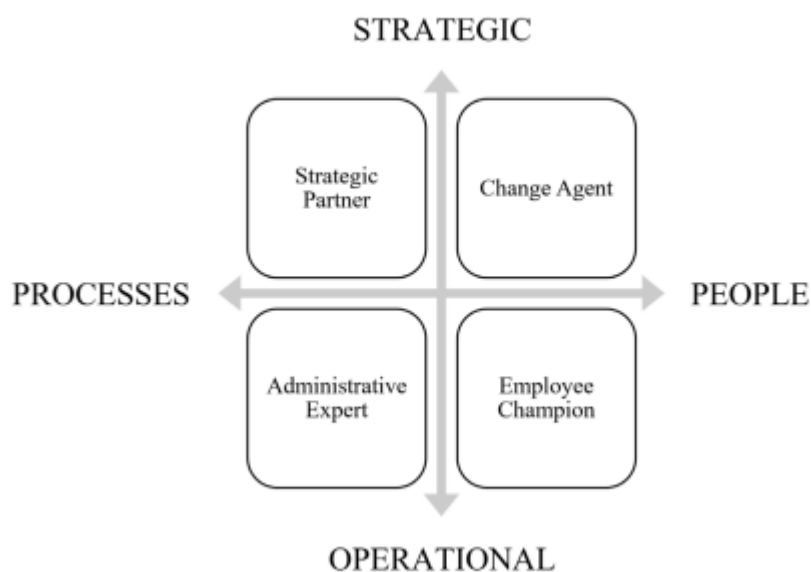 STRATEGIC
Strategic
Partner
Change Agent
PROCESSES
PEOPLE
Administrative
Expert
Employee
Champion
OPERATIONAL